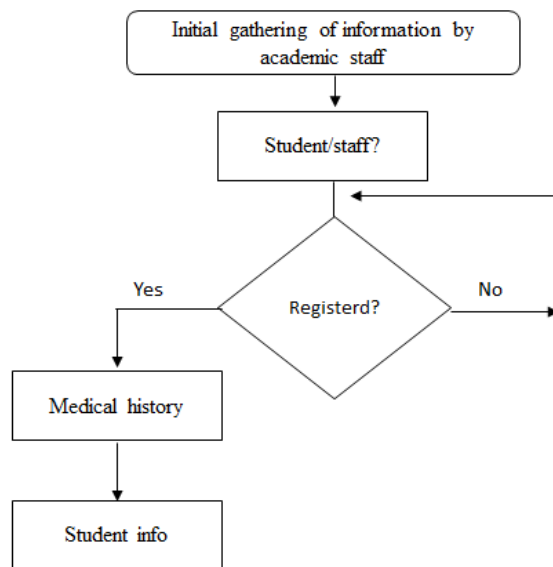 Initial gathering of information by
academic staff
Student/staff?
Yes
Registerd?
No
Medical history
Student info